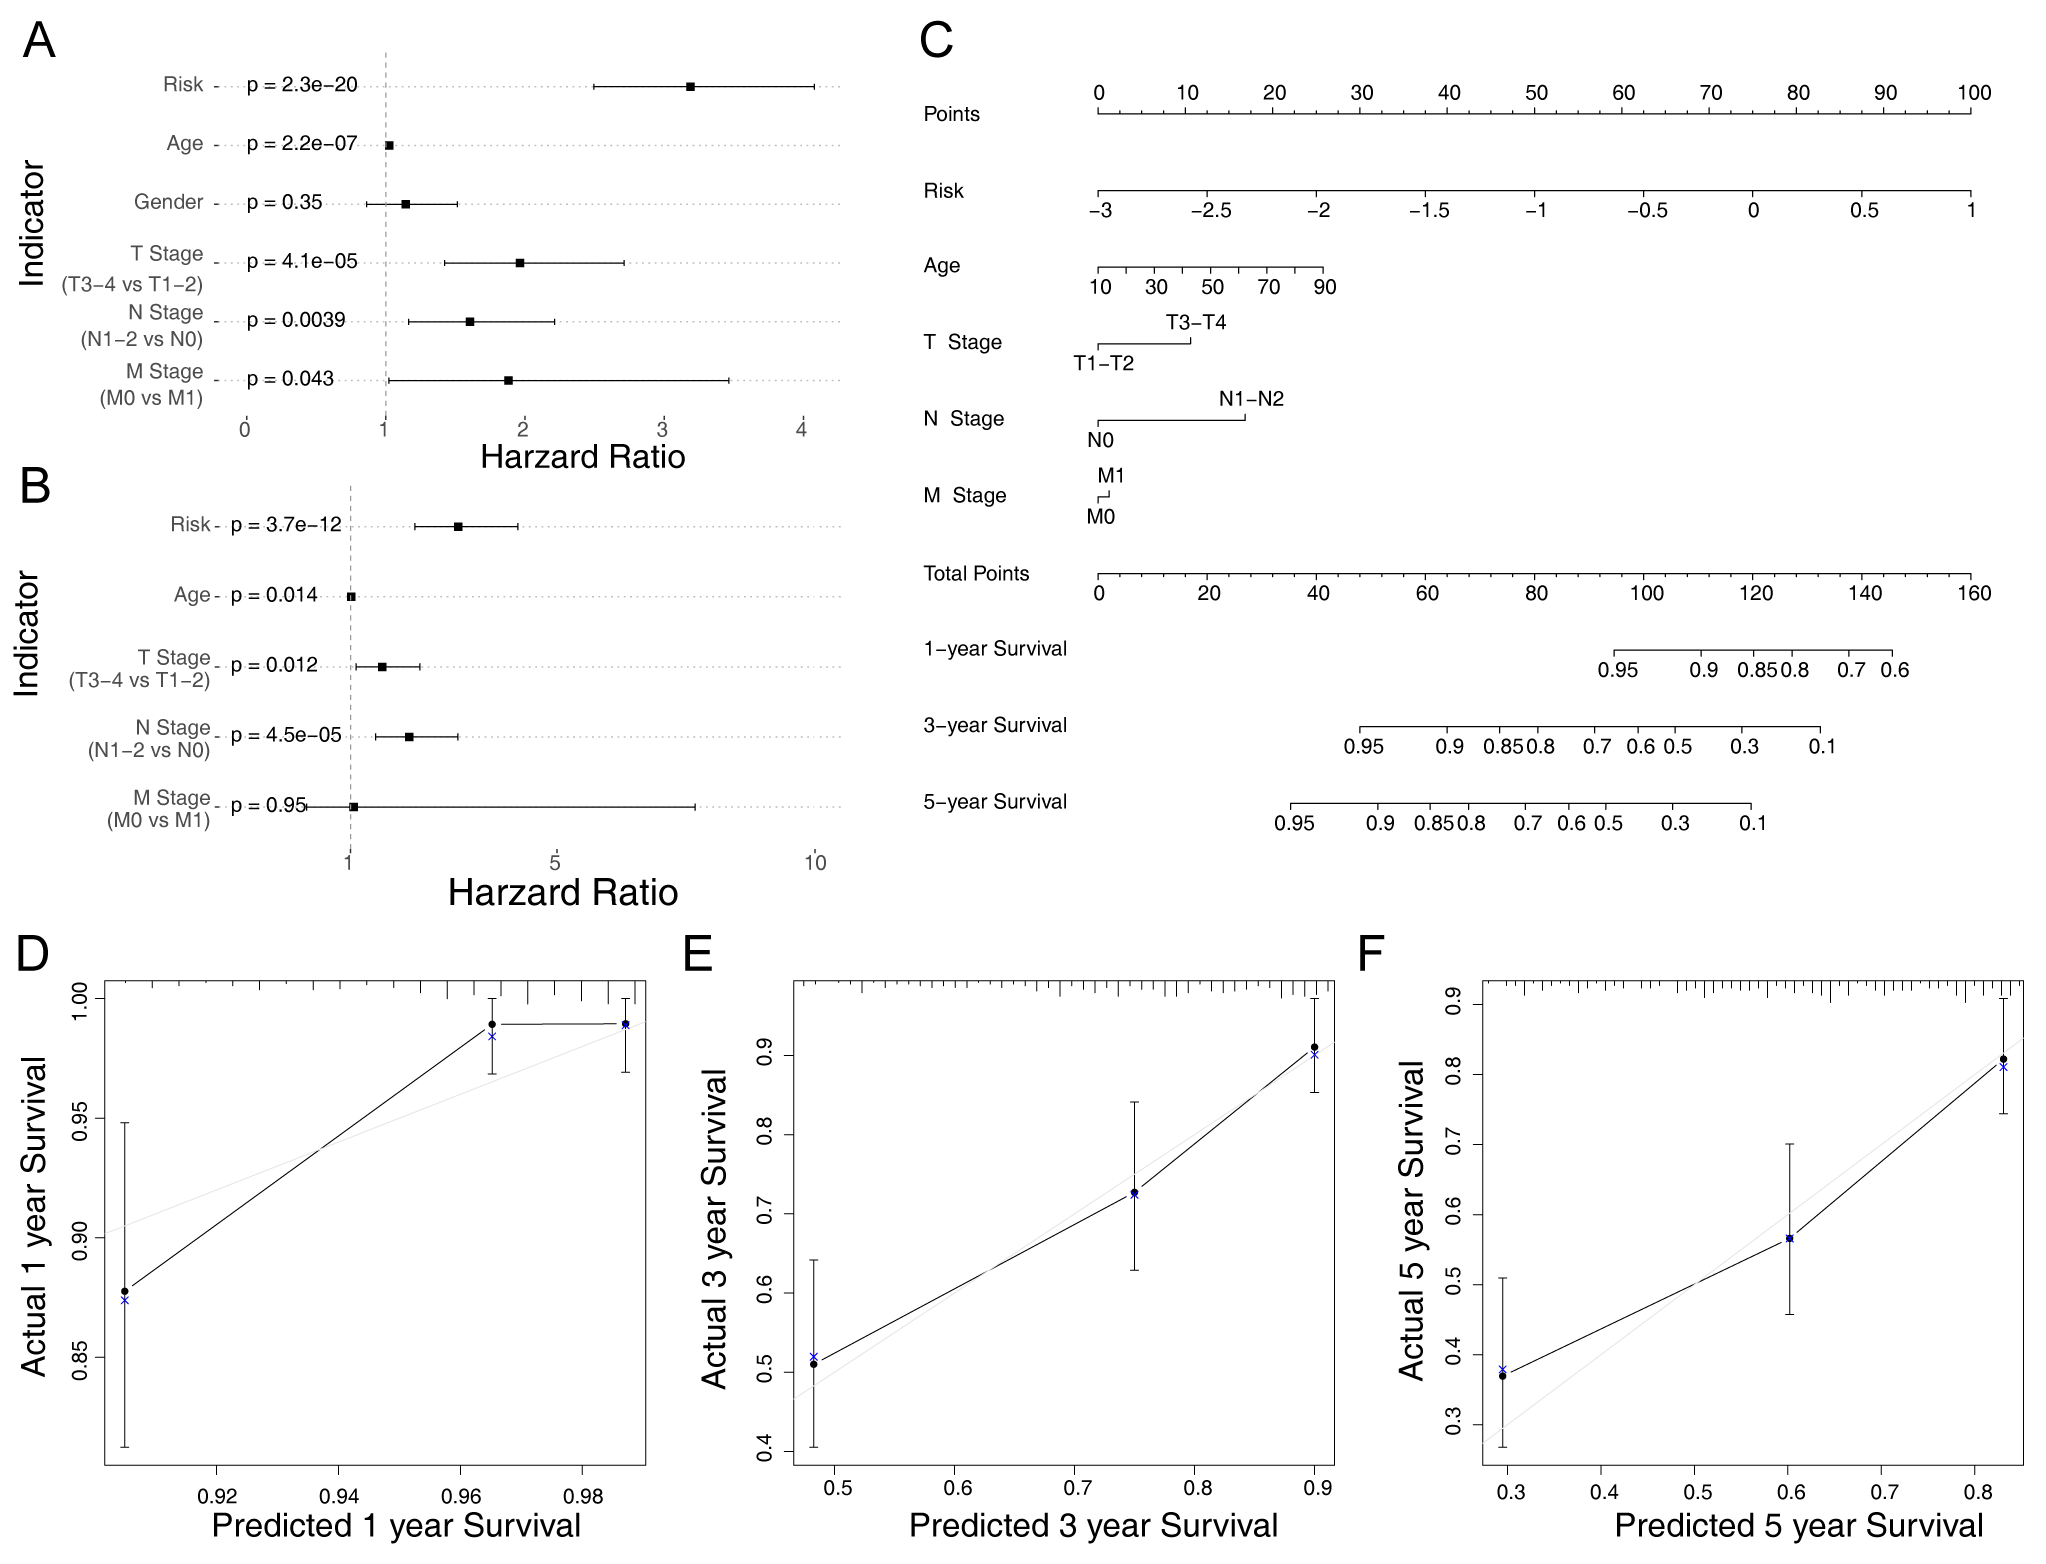 A
Risk
p = 2.3e−20
Age
p = 2.2e−07
Gender
p = 0.35
T Stage
(T3−4 vs T1−2)
p = 4.1e−05
N Stage
(N1−2 vs N0)
p = 0.0039
M Stage
(M0 vs M1)
p = 0.043
Indicator
0 1 2 3 4
Harzard Ratio
B
Risk
p = 3.7e−12
Age
p = 0.014
T Stage
(T3−4 vs T1−2)
p = 0.012
N Stage
(N1−2 vs N0)
p = 4.5e−05
M Stage
(M0 vs M1)
p = 0.95
Indicator
1 5 10
Harzard Ratio
C
Points
0 10 20 30 40 50 60 70 80 90 100
Risk
−3 −2.5 −2 −1.5 −1 −0.5 0 0.5 1
Age
10 30 50 70 90
T Stage
T3−T4
T1−T2
N Stage
N1−N2
N0
M Stage
M1
M0
Total Points
0 20 40 60 80 100 120 140 160
1−year Survival
0.95 0.9 0.85 0.8 0.7 0.6
3−year Survival
0.95 0.9 0.85 0.8 0.7 0.6 0.5 0.3 0.1
5−year Survival
0.95 0.9 0.85 0.8 0.7 0.6 0.5 0.3 0.1
D
Actual 1 year Survival
1.00
0.95
0.90
0.85
0.92 0.94 0.96 0.98
Predicted 1 year Survival
E
Actual 3 year Survival
0.9
0.8
0.7
0.6
0.5
0.4
0.5 0.6 0.7 0.8 0.9
Predicted 3 year Survival
F
Actual 5 year Survival
0.9
0.8
0.7
0.6
0.5
0.4
0.3
0.3 0.4 0.5 0.6 0.7 0.8
Predicted 5 year Survival